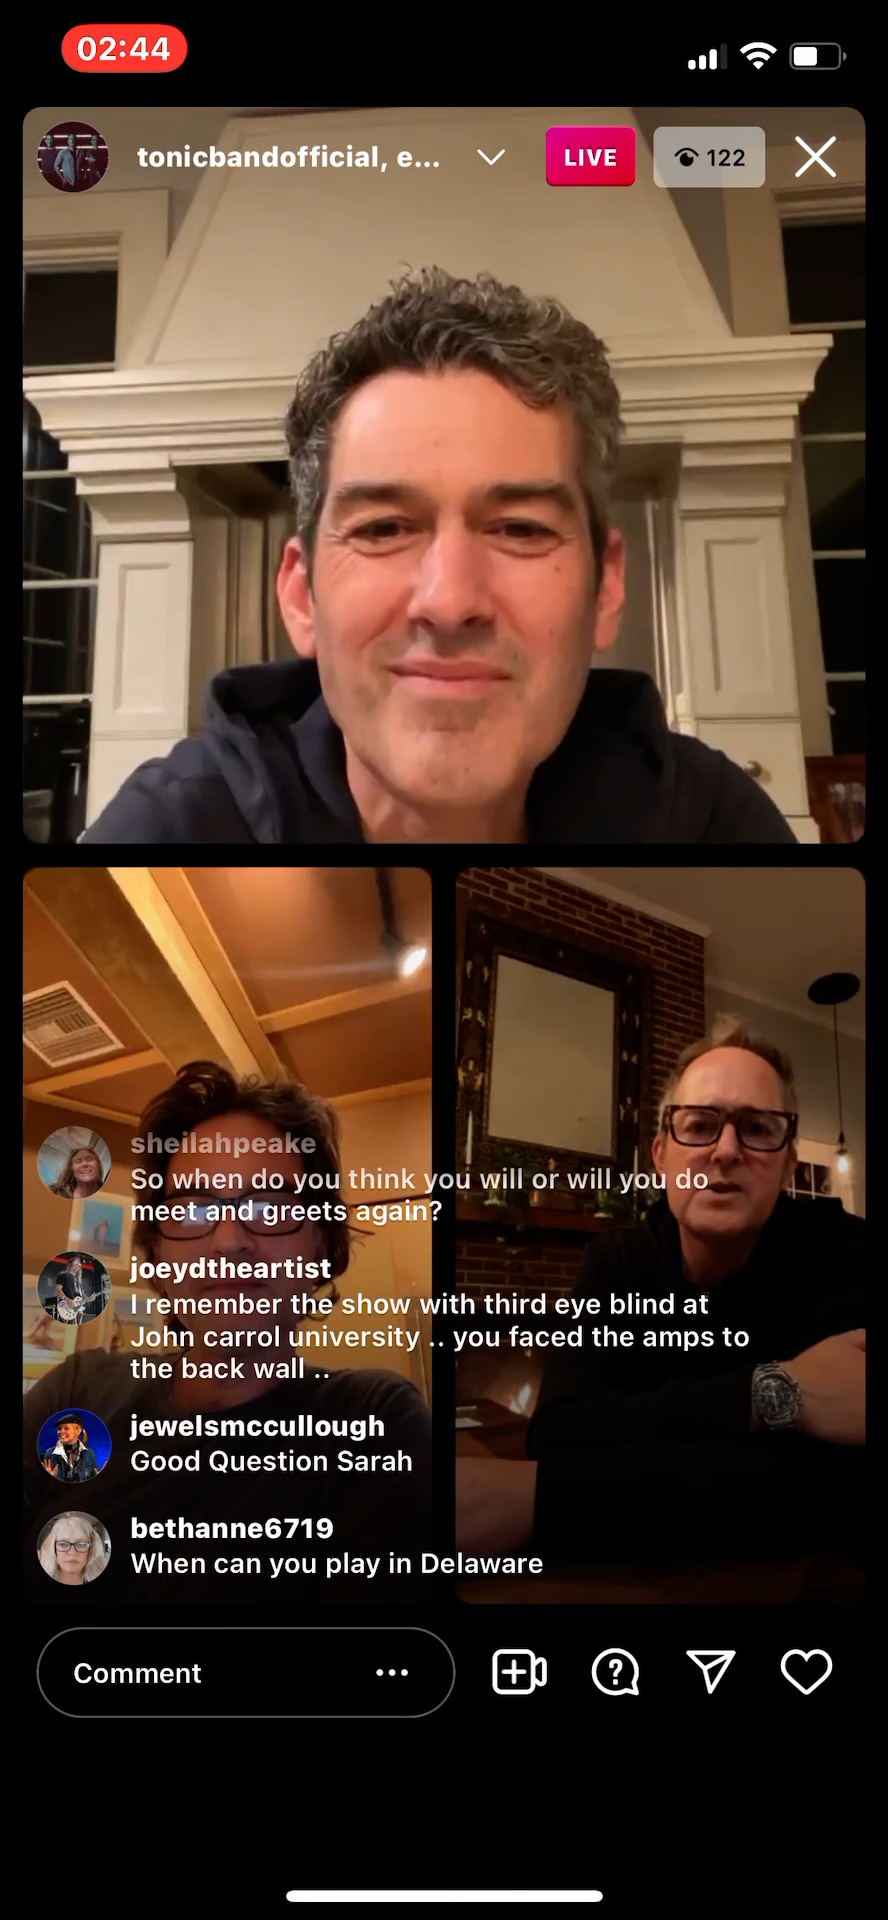 02:44
tonicbandofficial, e...
LIVE
122
sheilahpeake
So when do you think you will or will you do
meet and greets again?
joeydtheartist
I remember the show with third eye blind at
John carrol university .. you faced the amps to
the back wall ..
jewelsmccullough
Good Question Sarah
bethanne6719
When can you play in Delaware
Comment